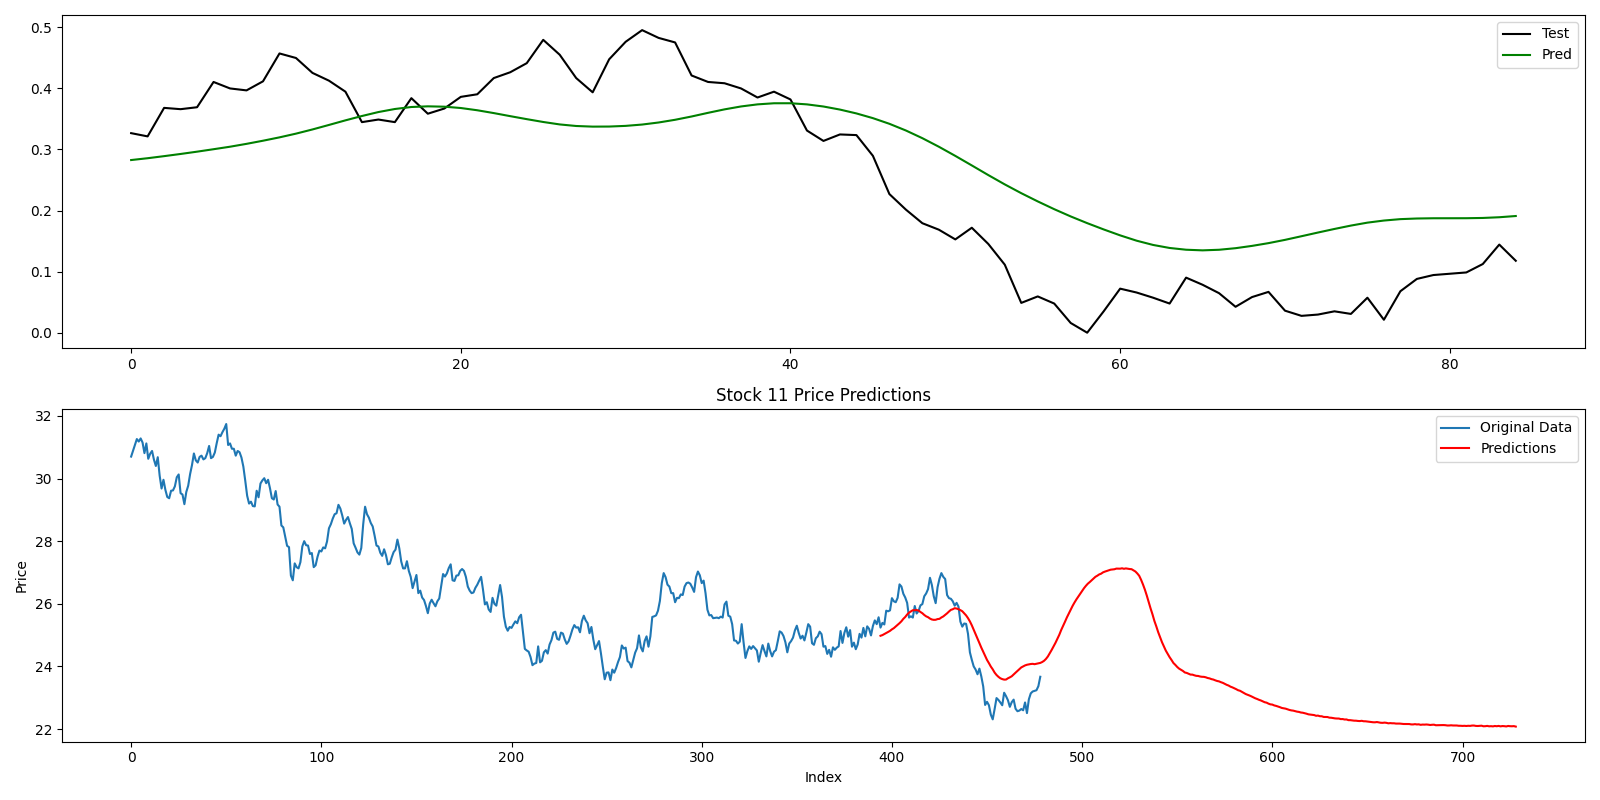 0.5
0.4
0.3
0.2
0.1
0.0
Test
Pred
0 20 40 60 80
Stock 11 Price Predictions
32
30
28
26
24
22
Price
Original Data
Predictions
0 100 200 300 400 500 600 700
Index